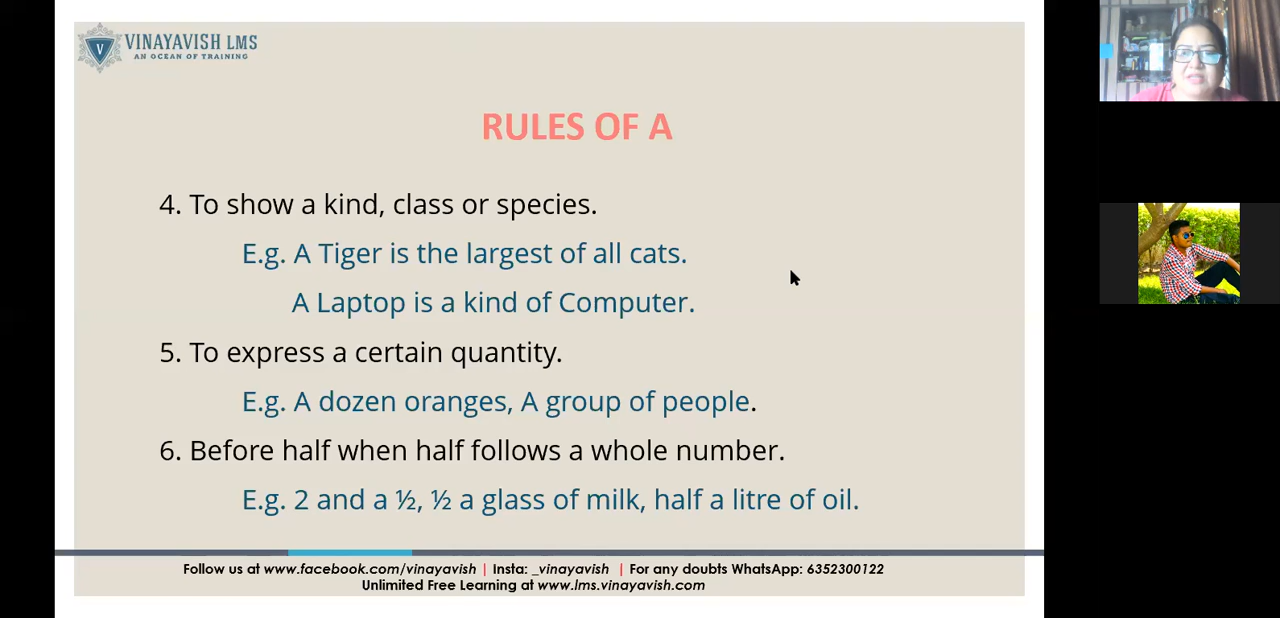 VINAYAVISH LMS
AN OCEAN OF TRAINING
RULES OF A
4. To show a kind, class or species.
E.g. A Tiger is the largest of all cats.
A Laptop is a kind of Computer.
5. To express a certain quantity.
E.g. A dozen oranges, A group of people.
6. Before half when half follows a whole number.
E.g. 2 and a ½, ½ a glass of milk, half a litre of oil.
Follow us at www.facebook.com/vinayavish | Insta: _vinayavish | For any doubts WhatsApp: 6352300122
Unlimited Free Learning at www.lms.vinayavish.com